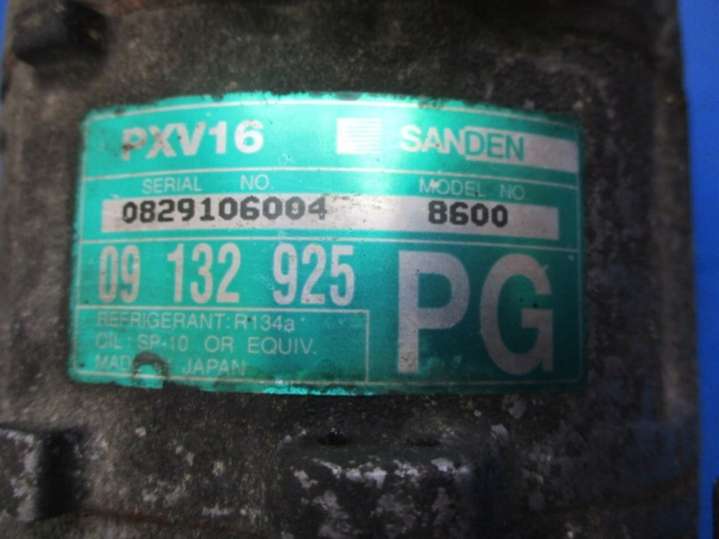 PXV16 SANDEN
SERIAL NO. MODEL NO
0829106004 8600
09 132 925 PG
REFRIGERANT: R134a
OIL: SP-10 OR EQUIV.
MADE JAPAN